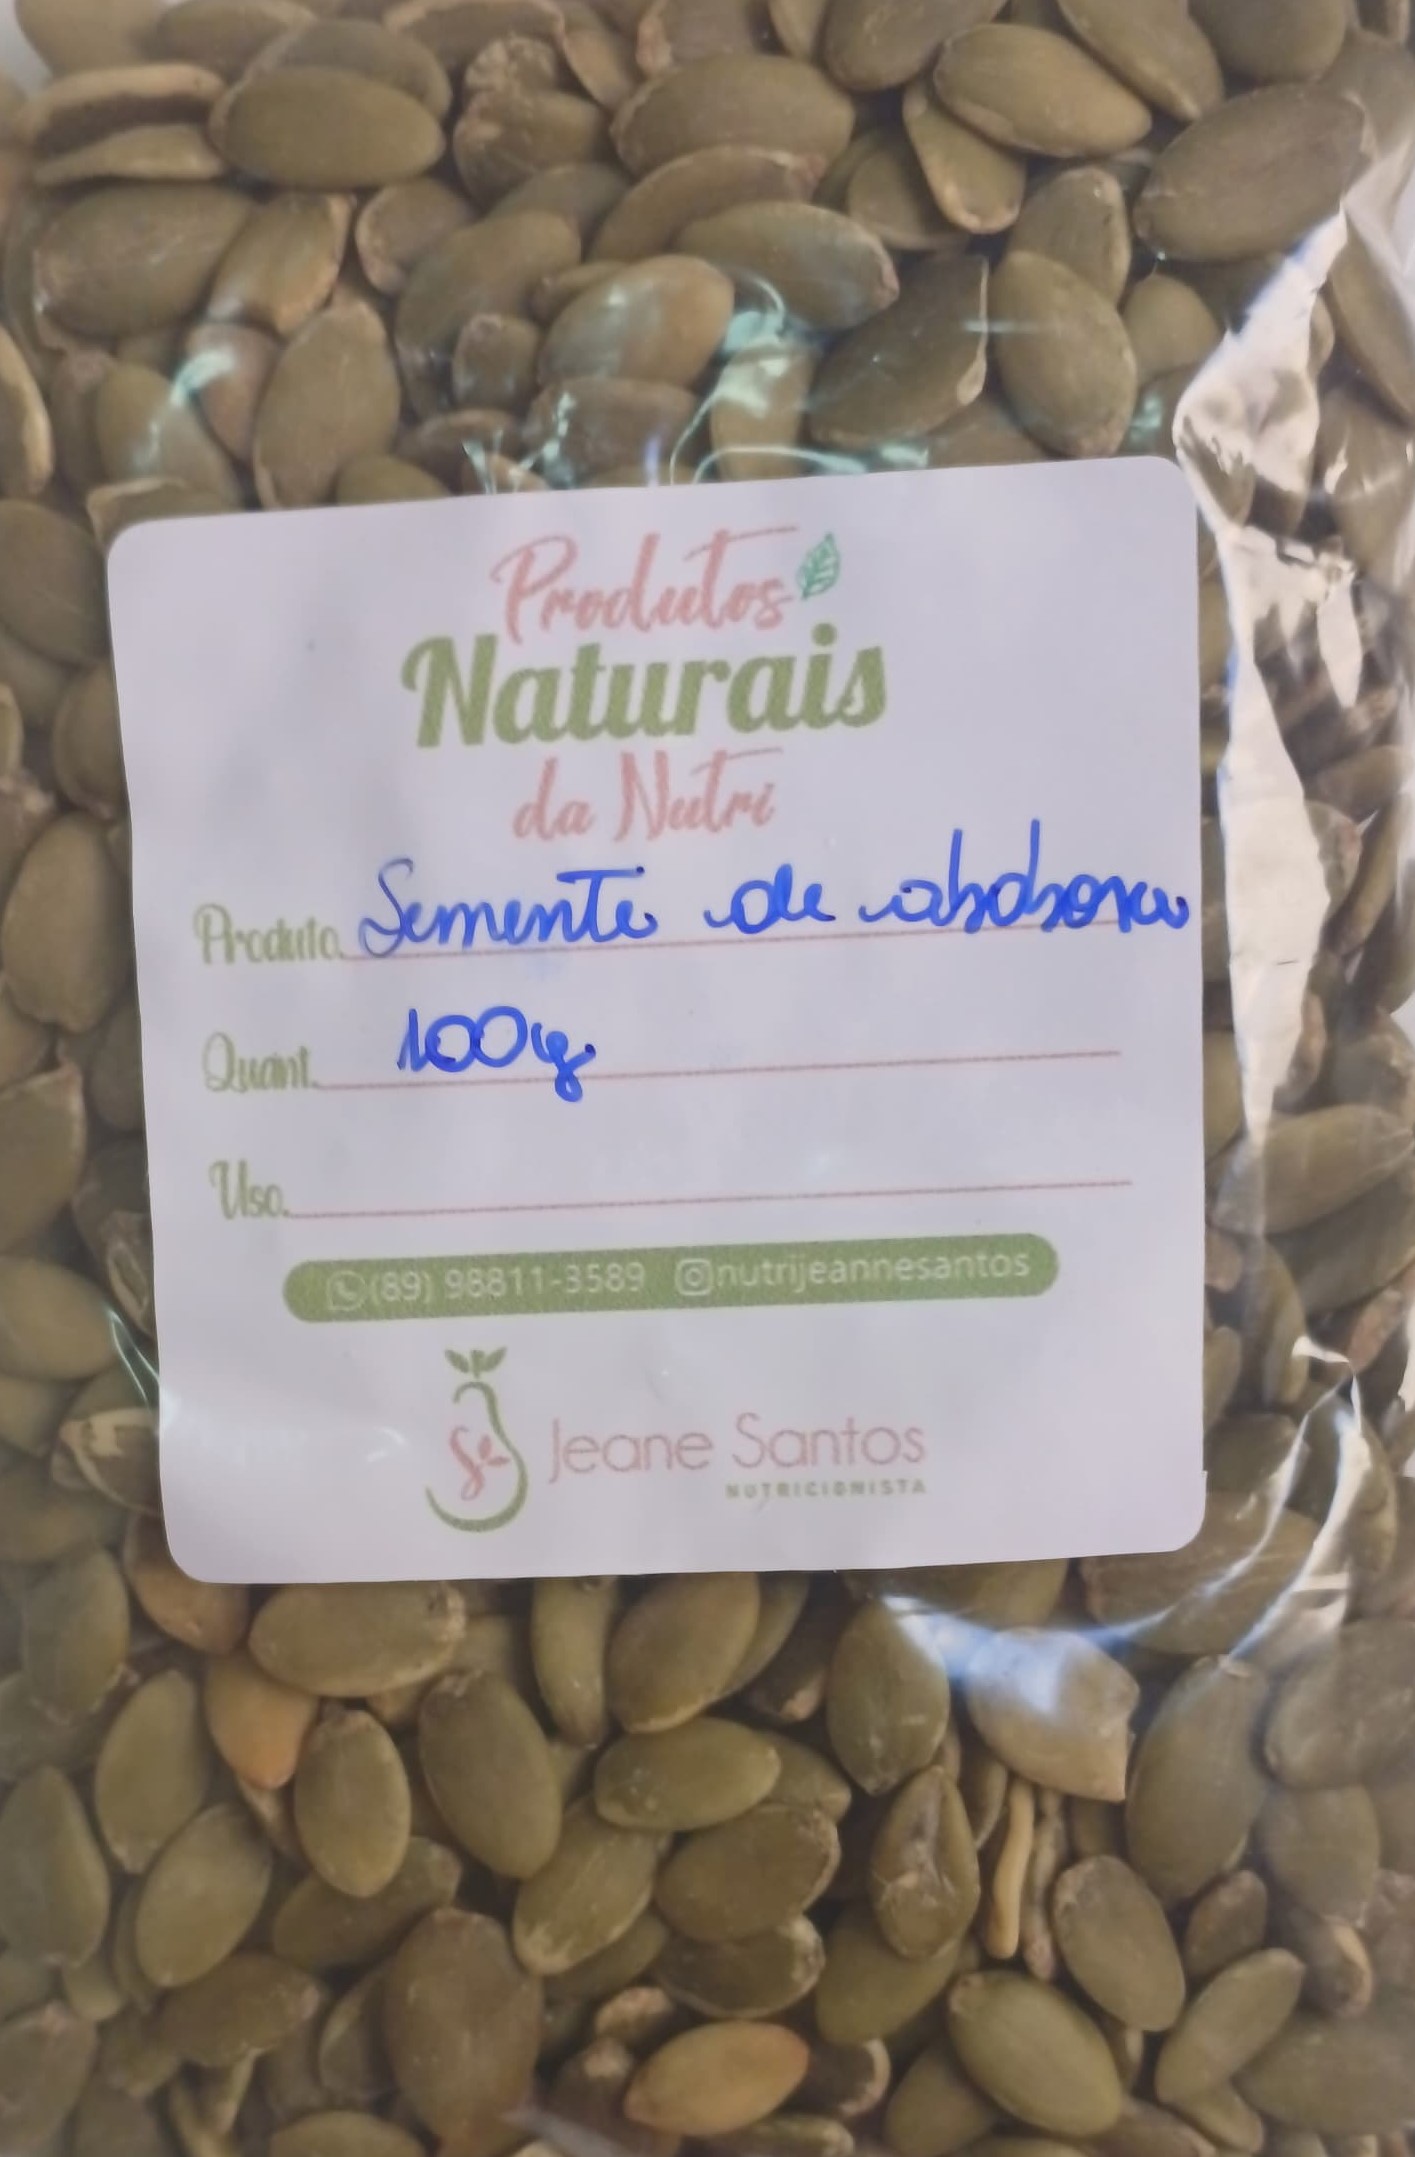 Produtos
Naturais
da Nutri
Produto. Semente de abobora
Quant. 100g
Uso.
(89) 98811-3589 nutrijeannesantos
Jeane Santos
NUTRICIONISTA